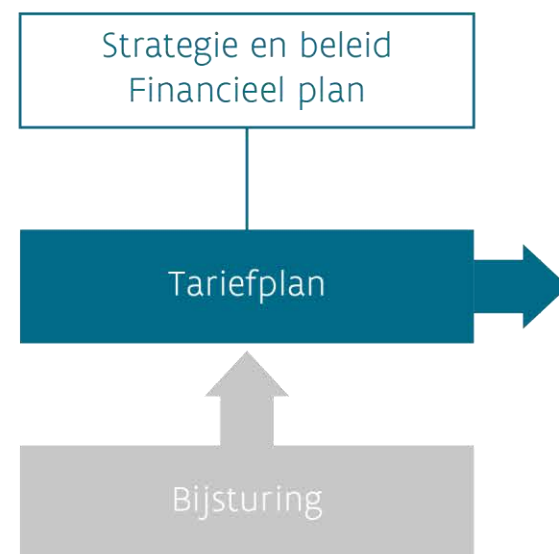 Strategie en beleid
Financieel plan
Tariefplan
Bijsturing